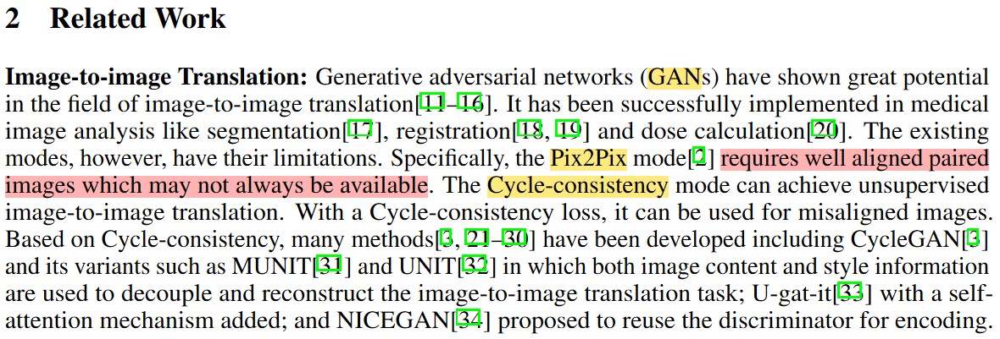 2 Related Work
Image-to-image Translation: Generative adversarial networks (GANs) have shown great potential
in the field of image-to-image translation[11–16]. It has been successfully implemented in medical
image analysis like segmentation[17], registration[18, 19] and dose calculation[20]. The existing
modes, however, have their limitations. Specifically, the Pix2Pix mode[2] requires well aligned paired
images which may not always be available. The Cycle-consistency mode can achieve unsupervised
image-to-image translation. With a Cycle-consistency loss, it can be used for misaligned images.
Based on Cycle-consistency, many methods[3, 21–30] have been developed including CycleGAN[3]
and its variants such as MUNIT[31] and UNIT[32] in which both image content and style information
are used to decouple and reconstruct the image-to-image translation task; U-gat-it[33] with a self-
attention mechanism added; and NICEGAN[34] proposed to reuse the discriminator for encoding.